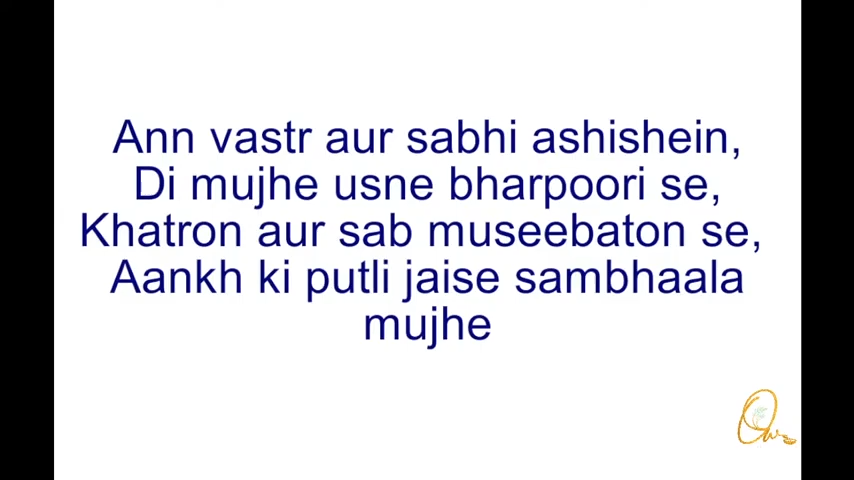 Ann vastr aur sabhi ashishein,
Di mujhe usne bharpoori se,
Khatron aur sab museebaton se,
Aankh ki putli jaise sambhaala
mujhe